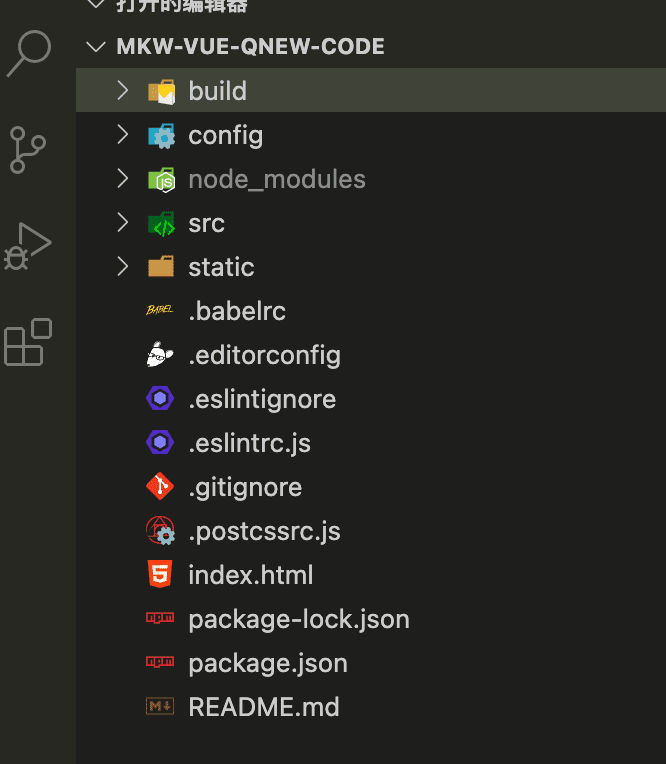 打开的编辑器
MKW-VUE-QNEW-CODE
build
config
node_modules
src
static
BABEL .babelrc
.editorconfig
.eslintignore
.eslintrc.js
.gitignore
.postcssrc.js
index.html
package-lock.json
package.json
README.md